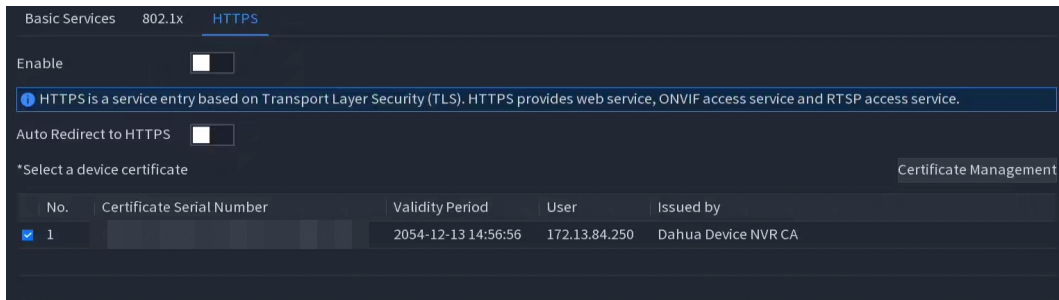 Basic Services 802.1x HTTPS
Enable
HTTPS is a service entry based on Transport Layer Security (TLS). HTTPS provides web service, ONVIF access service and RTSP access service.
Auto Redirect to HTTPS
*Select a device certificate Certificate Management
No. Certificate Serial Number Validity Period User Issued by
1 2054-12-13 14:56:56 172.13.84.250 Dahua Device NVR CA